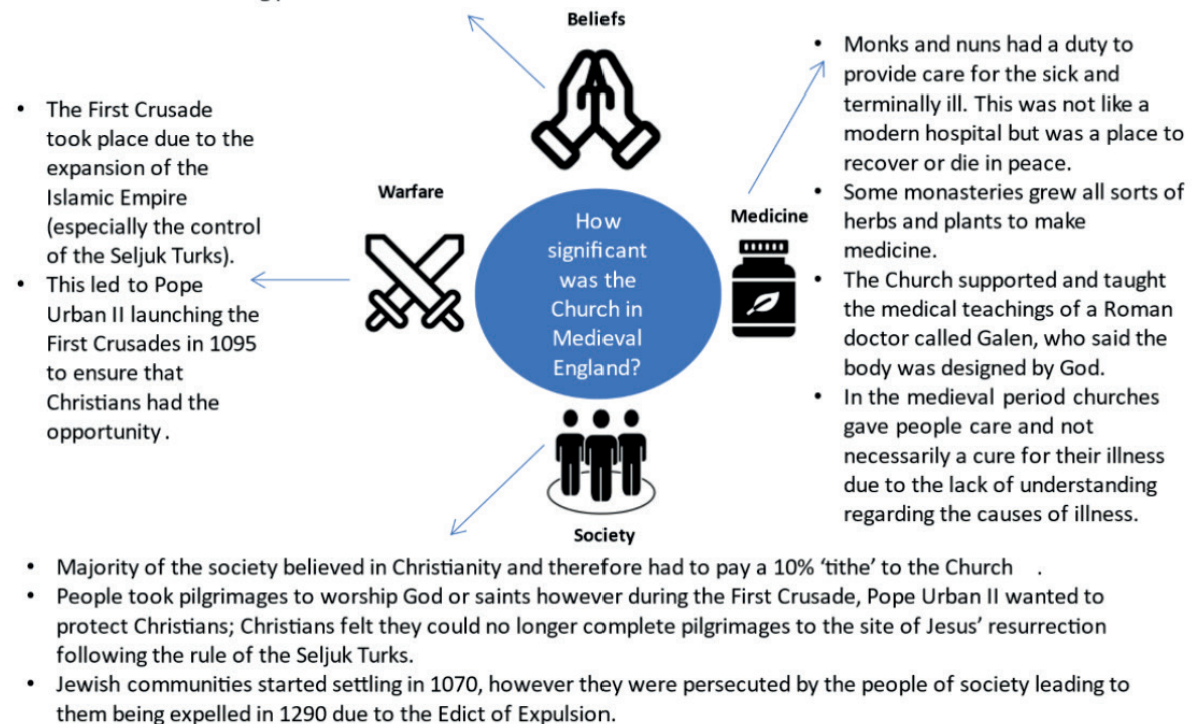 Beliefs
• The First Crusade
took place due to the
expansion of the
Islamic Empire
(especially the control
of the Seljuk Turks).
• This led to Pope
Urban II launching the
First Crusades in 1095
to ensure that
Christians had the
opportunity .
Warfare
How
significant
was the
Church in
Medieval
England?
Medicine
• Monks and nuns had a duty to
provide care for the sick and
terminally ill. This was not like a
modern hospital but was a place to
recover or die in peace.
• Some monasteries grew all sorts of
herbs and plants to make
medicine.
• The Church supported and taught
the medical teachings of a Roman
doctor called Galen, who said the
body was designed by God.
• In the medieval period churches
gave people care and not
necessarily a cure for their illness
due to the lack of understanding
regarding the causes of illness.
Society
• Majority of the society believed in Christianity and therefore had to pay a 10% ‘tithe’ to the Church .
• People took pilgrimages to worship God or saints however during the First Crusade, Pope Urban II wanted to
protect Christians; Christians felt they could no longer complete pilgrimages to the site of Jesus’ resurrection
following the rule of the Seljuk Turks.
• Jewish communities started settling in 1070, however they were persecuted by the people of society leading to
them being expelled in 1290 due to the Edict of Expulsion.